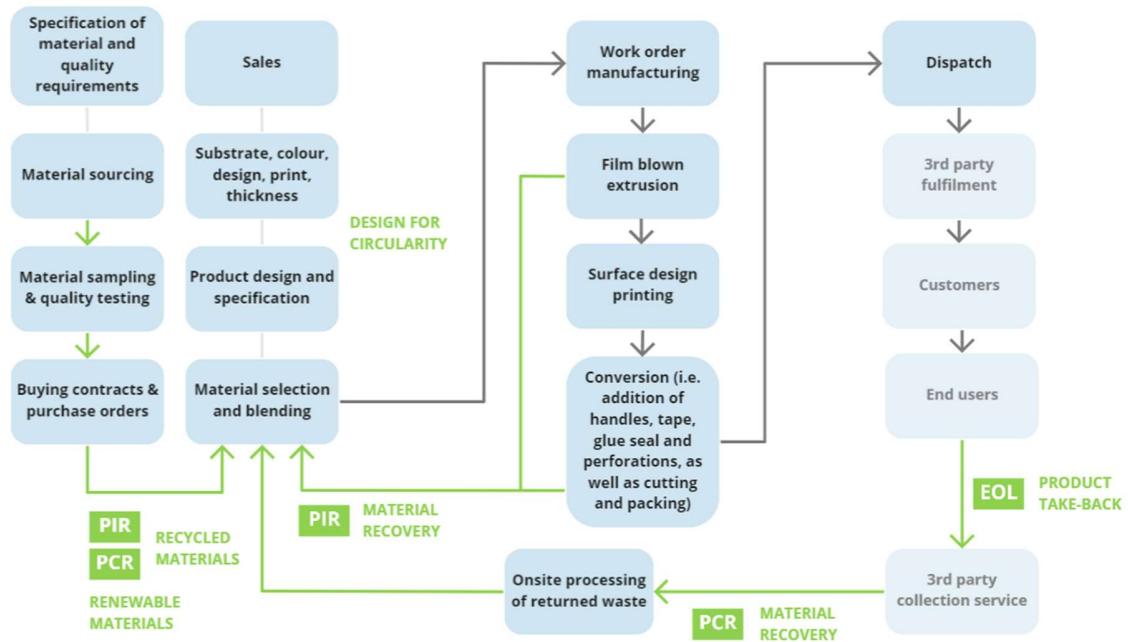 Specification of
material and
quality
requirements
Material sourcing
Material sampling
& quality testing
Buying contracts &
purchase orders
PIR
PCR
RECYCLED
MATERIALS
RENEWABLE
MATERIALS
Sales
Substrate, colour,
design, print,
thickness
Product design and
specification
Material selection
and blending
DESIGN FOR
CIRCULARITY
PIR
MATERIAL
RECOVERY
Work order
manufacturing
Film blown
extrusion
Surface design
printing
Conversion (i.e.
addition of
handles, tape,
glue seal and
perforations, as
well as cutting
and packing)
Onsite processing
of returned waste
Dispatch
3rd party
fulfilment
Customers
End users
EOL
PRODUCT
TAKE-BACK
3rd party
collection service
PCR
MATERIAL
RECOVERY